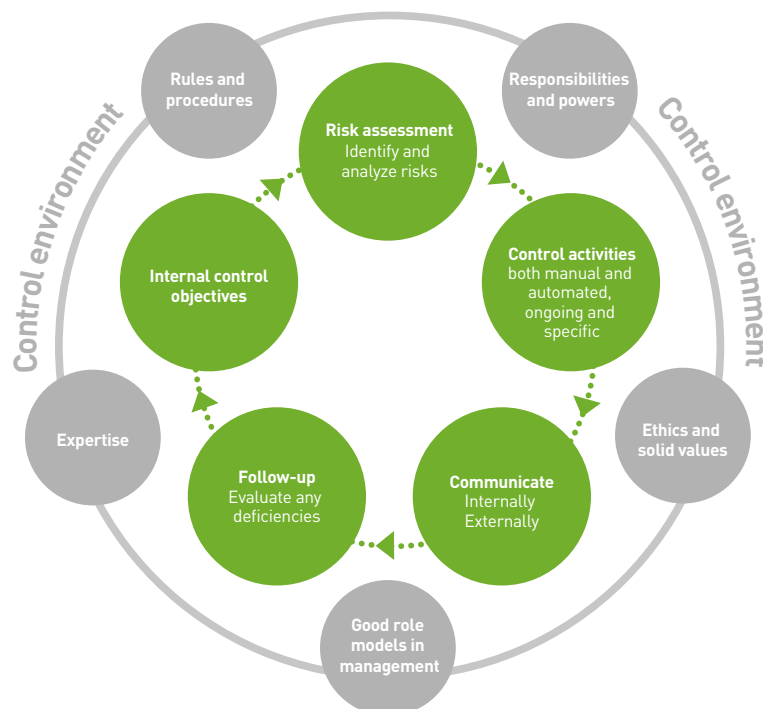 Rules and
procedures
Responsibilities
and powers
Control environment
Control environment
Risk assessment
Identify and
analyze risks
Internal control
objectives
Control activities
both manual and
automated,
ongoing and
specific
Expertise
Ethics and
solid values
Follow-up
Evaluate any
deficiencies
Communicate
Internally
Externally
Good role
models in
management